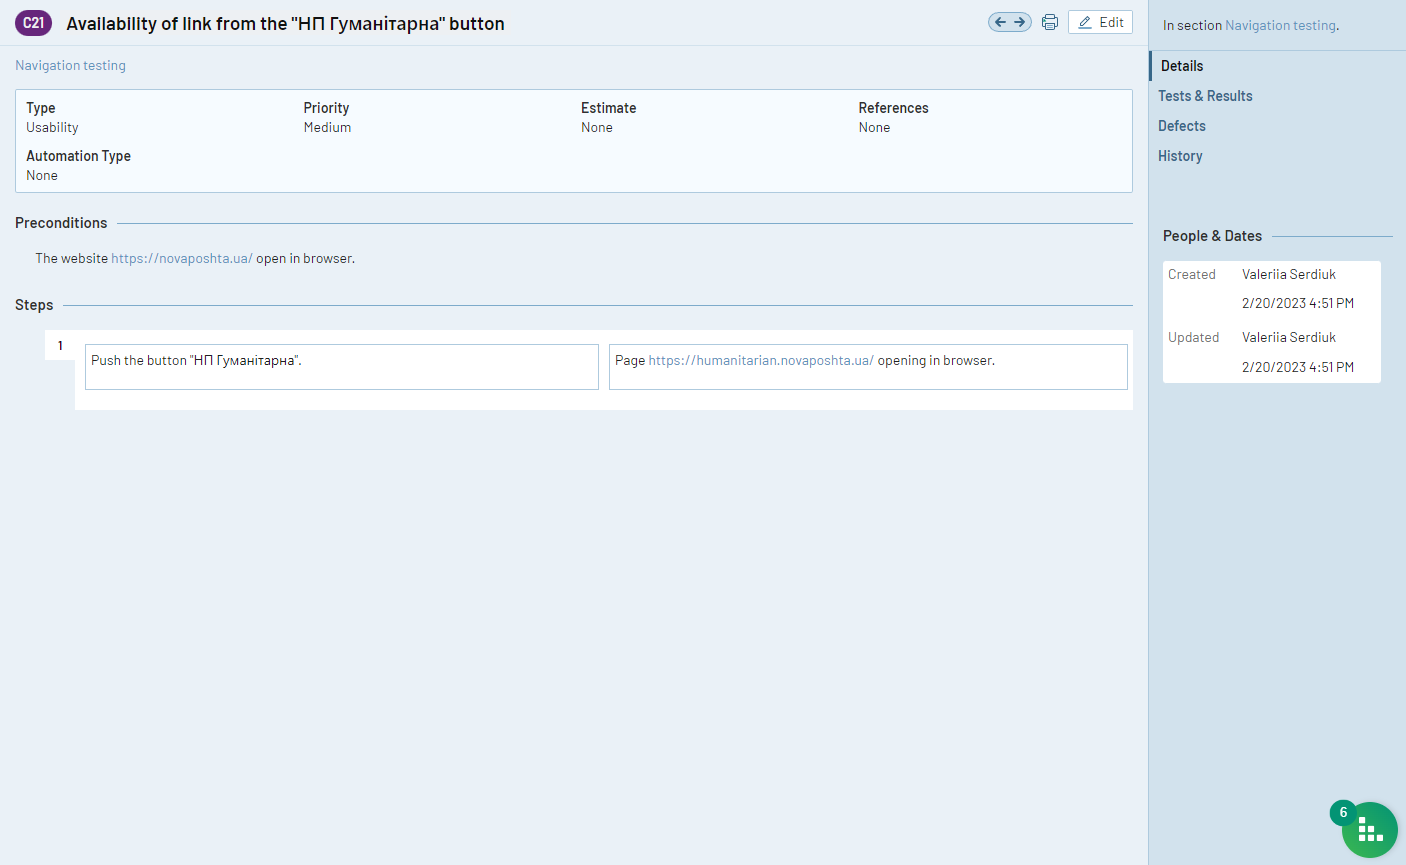 C21 Availability of link from the "НП Гуманітарна" button
Edit
Navigation testing
Type Priority Estimate References
Usability Medium None None
Automation Type
None
Preconditions
The website https://novaposhta.ua/ open in browser.
Steps
1
Push the button "НП Гуманітарна". Page https://humanitarian.novaposhta.ua/ opening in browser.
In section Navigation testing.
Details
Tests & Results
Defects
History
People & Dates
Created Valeriia Serdiuk
2/20/2023 4:51 PM
Updated Valeriia Serdiuk
2/20/2023 4:51 PM
6